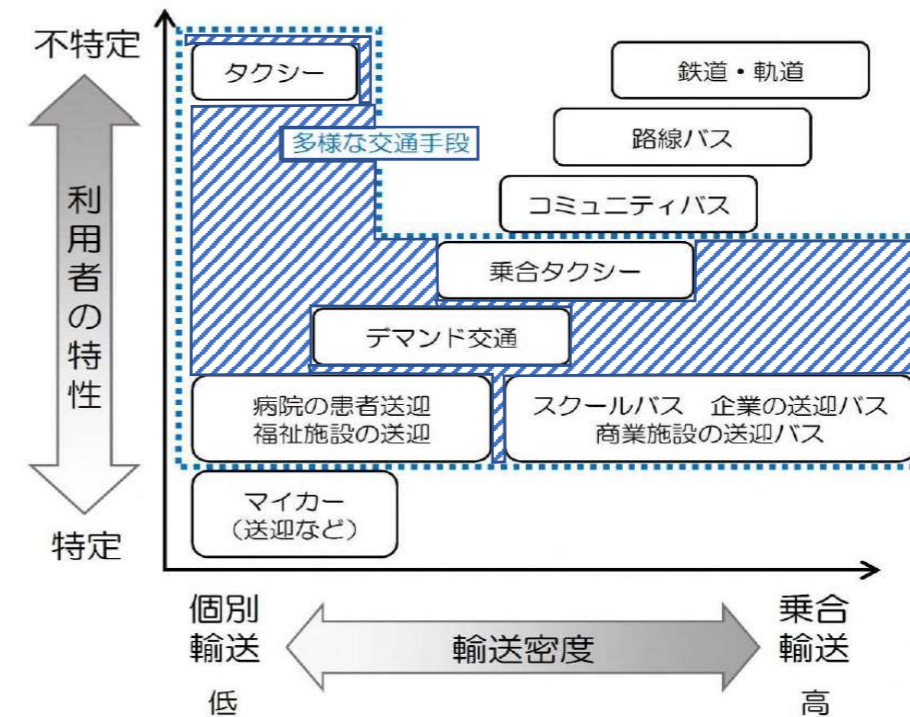 不特定
利用者の特性
特定
タクシー
鉄道・軌道
多様な交通手段
路線バス
コミュニティバス
乗合タクシー
デマンド交通
病院の患者送迎
福祉施設の送迎
スクールバス　企業の送迎バス
商業施設の送迎バス
マイカー
（送迎など）
個別
輸送
低
輸送密度
乗合
輸送
高